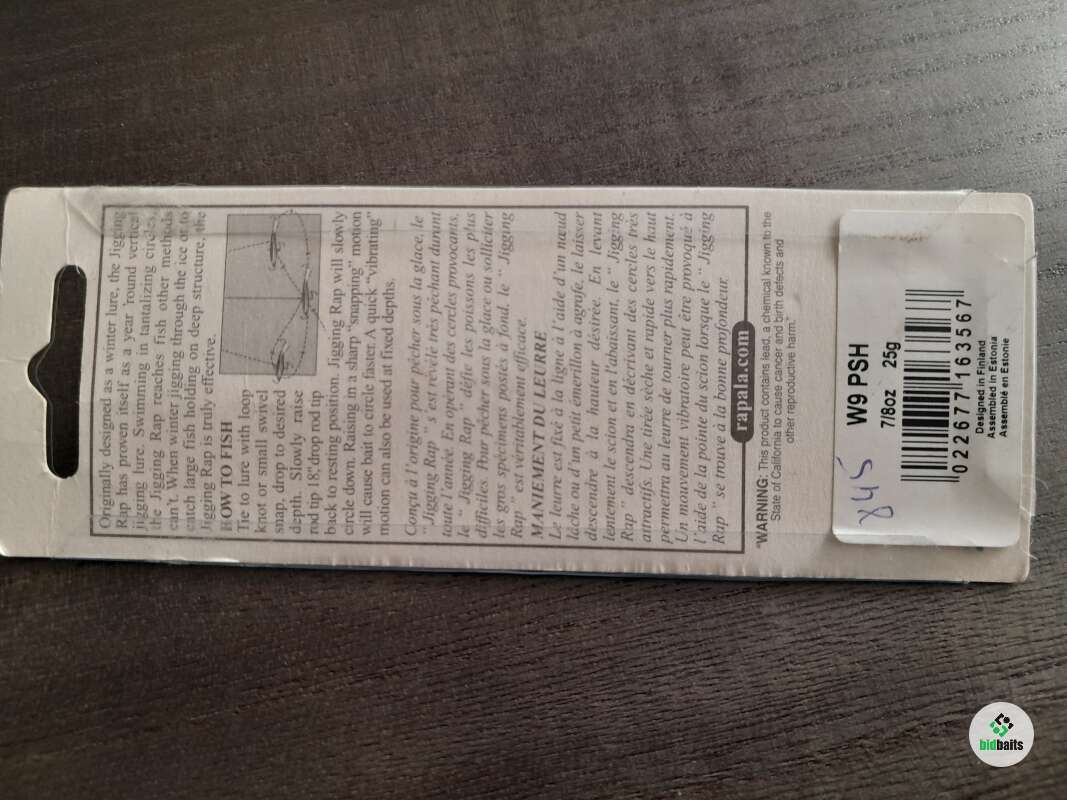 Originally designed as a winter lure, the Jigging
Rap has proven itself as a year 'round vertical
jigging lure. Swimming in tantalizing circles,
the Jigging Rap reaches fish other methods
can't. When winter jigging through the ice or to
catch large fish holding on deep structure, the
Jigging Rap is truly effective.
HOW TO FISH
Tie to lure with loop
knot or small swivel
snap, drop to desired
depth. Slowly raise
rod tip 18", drop rod tip
back to resting position. Jigging Rap will slowly
circle down. Raising in a sharp "snapping" motion
will cause bait to circle faster. A quick "vibrating"
motion can also be used at fixed depths.
Conçu à l'origine pour pêcher sous la glace, le
"Jigging Rap" s'est revélé très péchant durant
toute l'année. En opérant des cercles provocants,
le "Jigging Rap" défie les poissons les plus
difficiles. Pour pêcher sous la glace ou solliciter
les gros spécimens postés à fond, le "Jigging
Rap" est véritablement efficace.
MANIEMENT DU LEURRE
Le leurre est fixé à la ligne à l'aide d'un nœud
lâche ou d'un petit émerillon à agrafe, le laisser
descendre à la hauteur désirée. En levant
lentement le scion et en l'abaissant, le "Jigging
Rap" descendra en décrivant des cercles très
attractifs. Une tirée sèche et rapide vers le haut
permettra au leurre de tourner plus rapidement.
Un mouvement vibratoire peut être provoqué à
l'aide de la pointe du scion lorsque le "Jigging
Rap" se trouve à la bonne profondeur.
rapala.com
"WARNING: This product contains lead, a chemical known to the
State of California to cause cancer and birth defects and
other reproductive harm."
845
W9 PSH
7/8oz 25g
0 22677 16356 7
Designed in Finland
Assembled in Estonia
Assemblé en Estonie
bidbaits